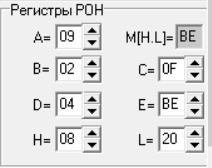 Регистры РОН
A= 09 M[H.L]= BE
B= 02 C= 0F
D= 04 E= BE
H= 08 L= 20